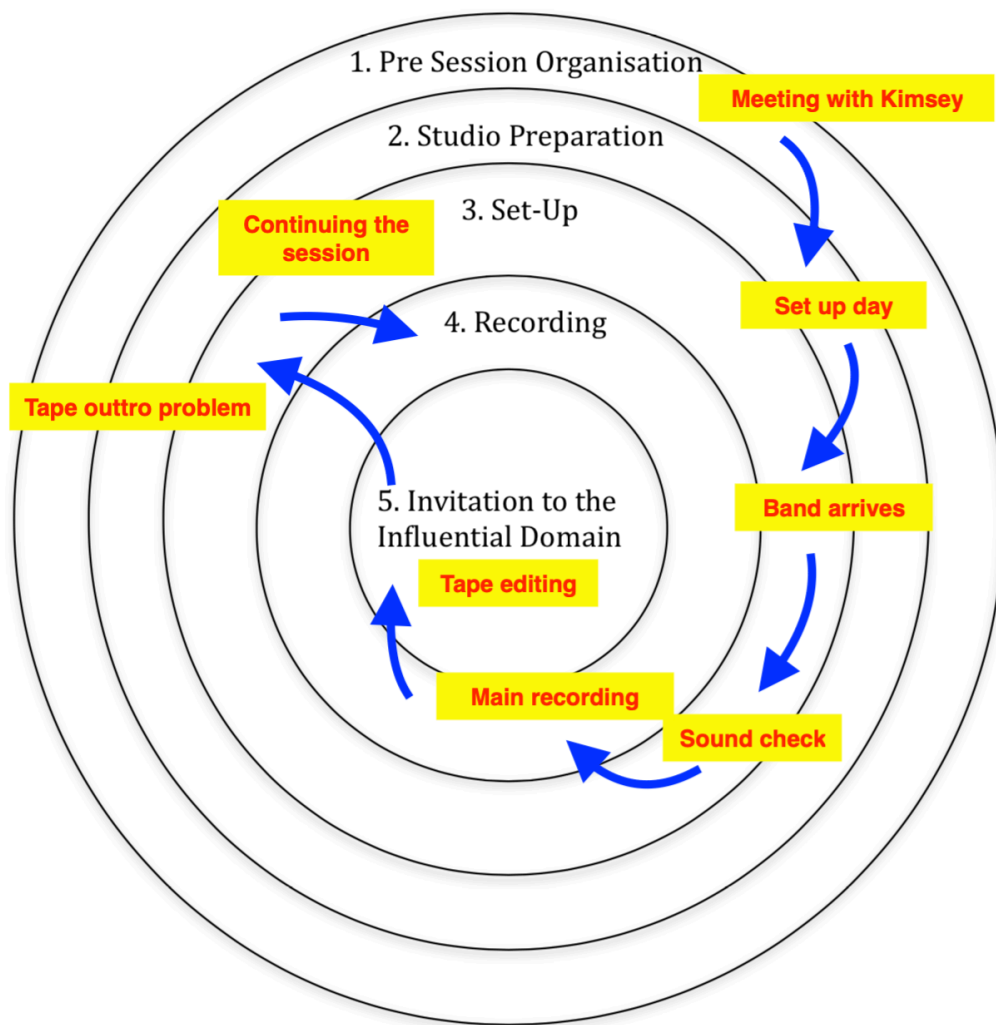 1. Pre Session Organisation
Meeting with Kimsey
2. Studio Preparation
3. Set-Up
Continuing the
session
Set up day
4. Recording
Tape outtro problem
5. Invitation to the
Influential Domain
Band arrives
Tape editing
Main recording
Sound check